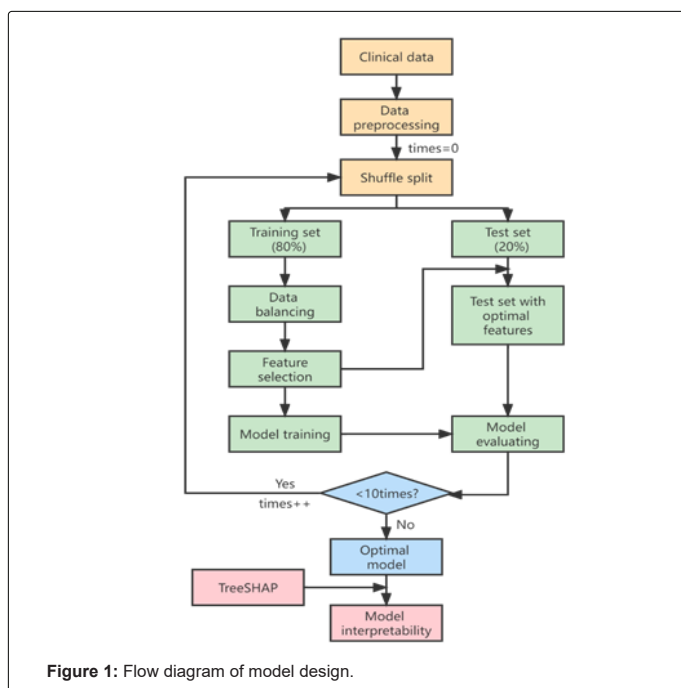 Clinical data
Data
preprocessing
times=0
Shuffle split
Training set
(80%)
Test set
(20%)
Data
balancing
Test set with
optimal
features
Feature
selection
Model training
Model
evaluating
Yes
times++
<10times?
No
Optimal
model
TreeSHAP
Model
interpretability
Figure 1: Flow diagram of model design.